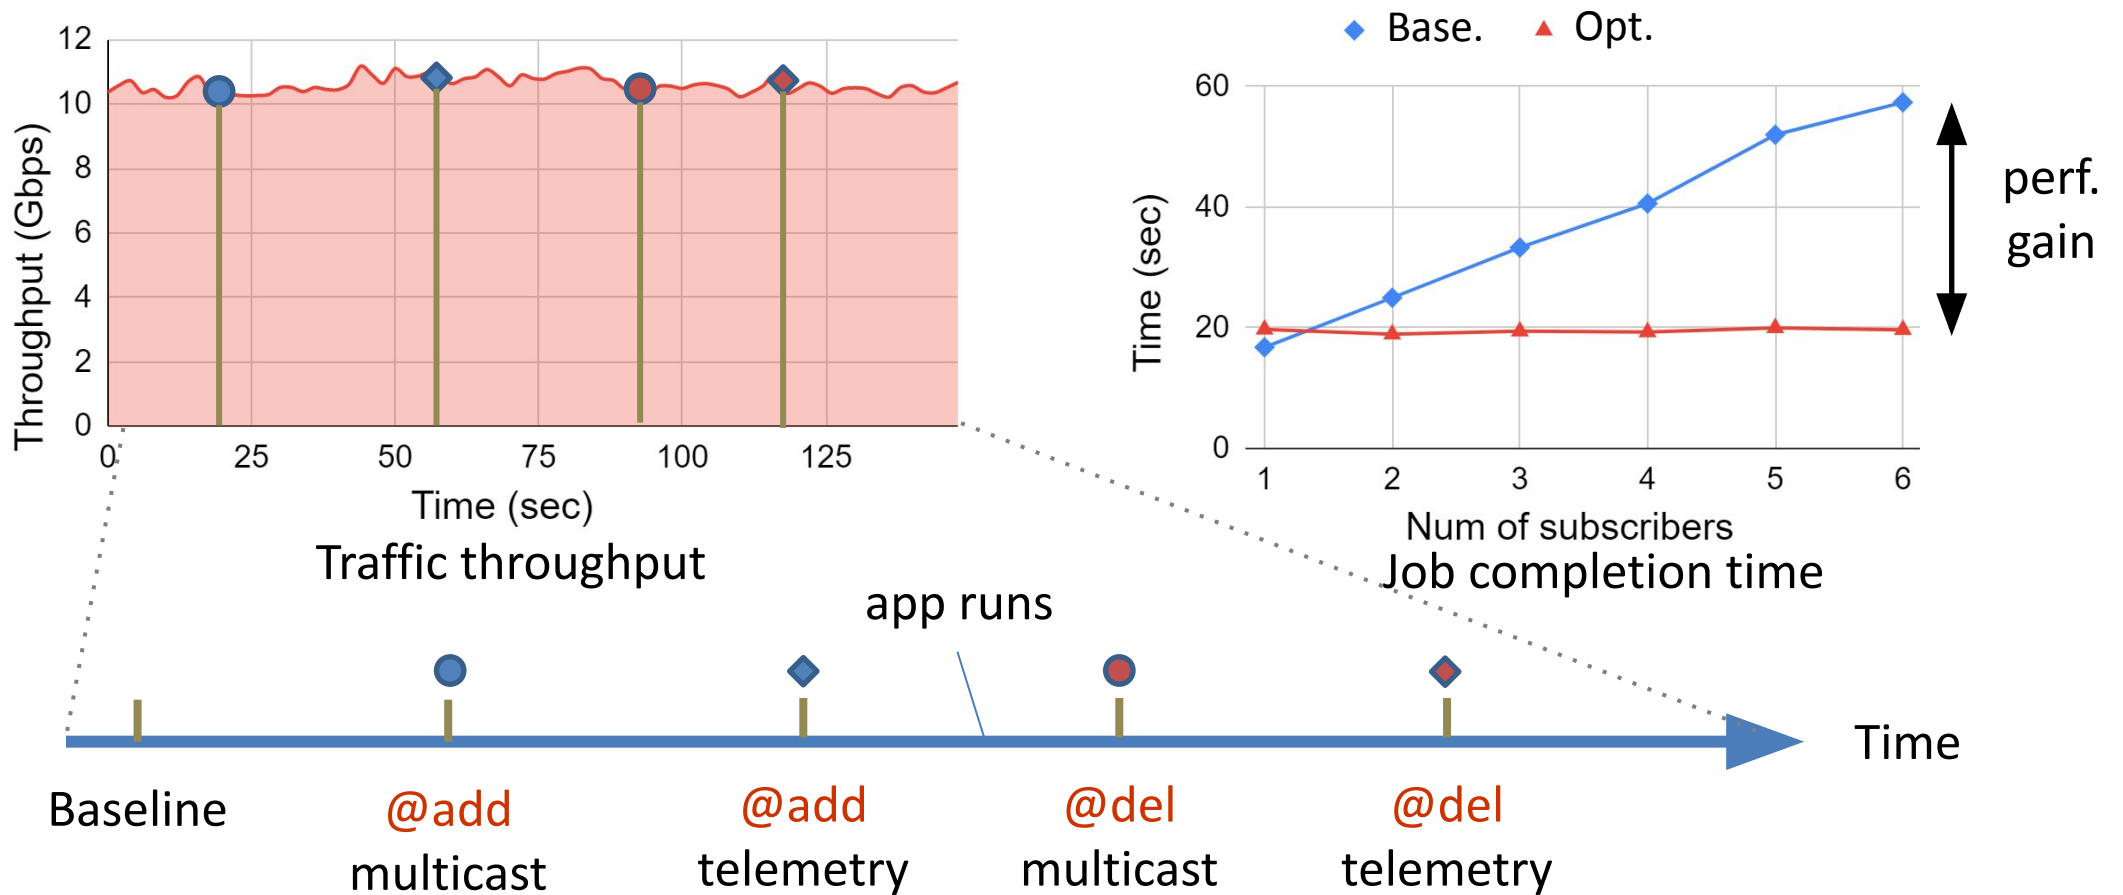 Throughput (Gbps)
12
10
8
6
4
2
0
0 25 50 75 100 125
Time (sec)
Traffic throughput
Base. Opt.
Time (sec)
60
40
20
0
1 2 3 4 5 6
Num of subscribers
Job completion time
perf.
gain
app runs
Time
Baseline
@add
multicast
@add
telemetry
@del
multicast
@del
telemetry